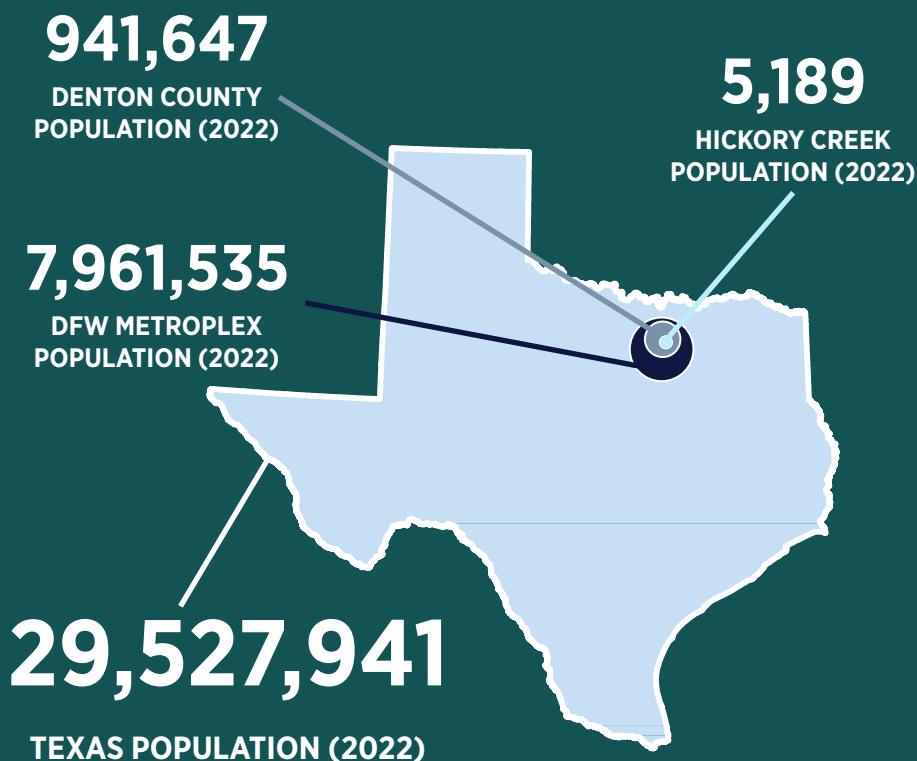 941,647
DENTON COUNTY
POPULATION (2022)
5,189
HICKORY CREEK
POPULATION (2022)
7,961,535
DFW METROPLEX
POPULATION (2022)
29,527,941
TEXAS POPULATION (2022)